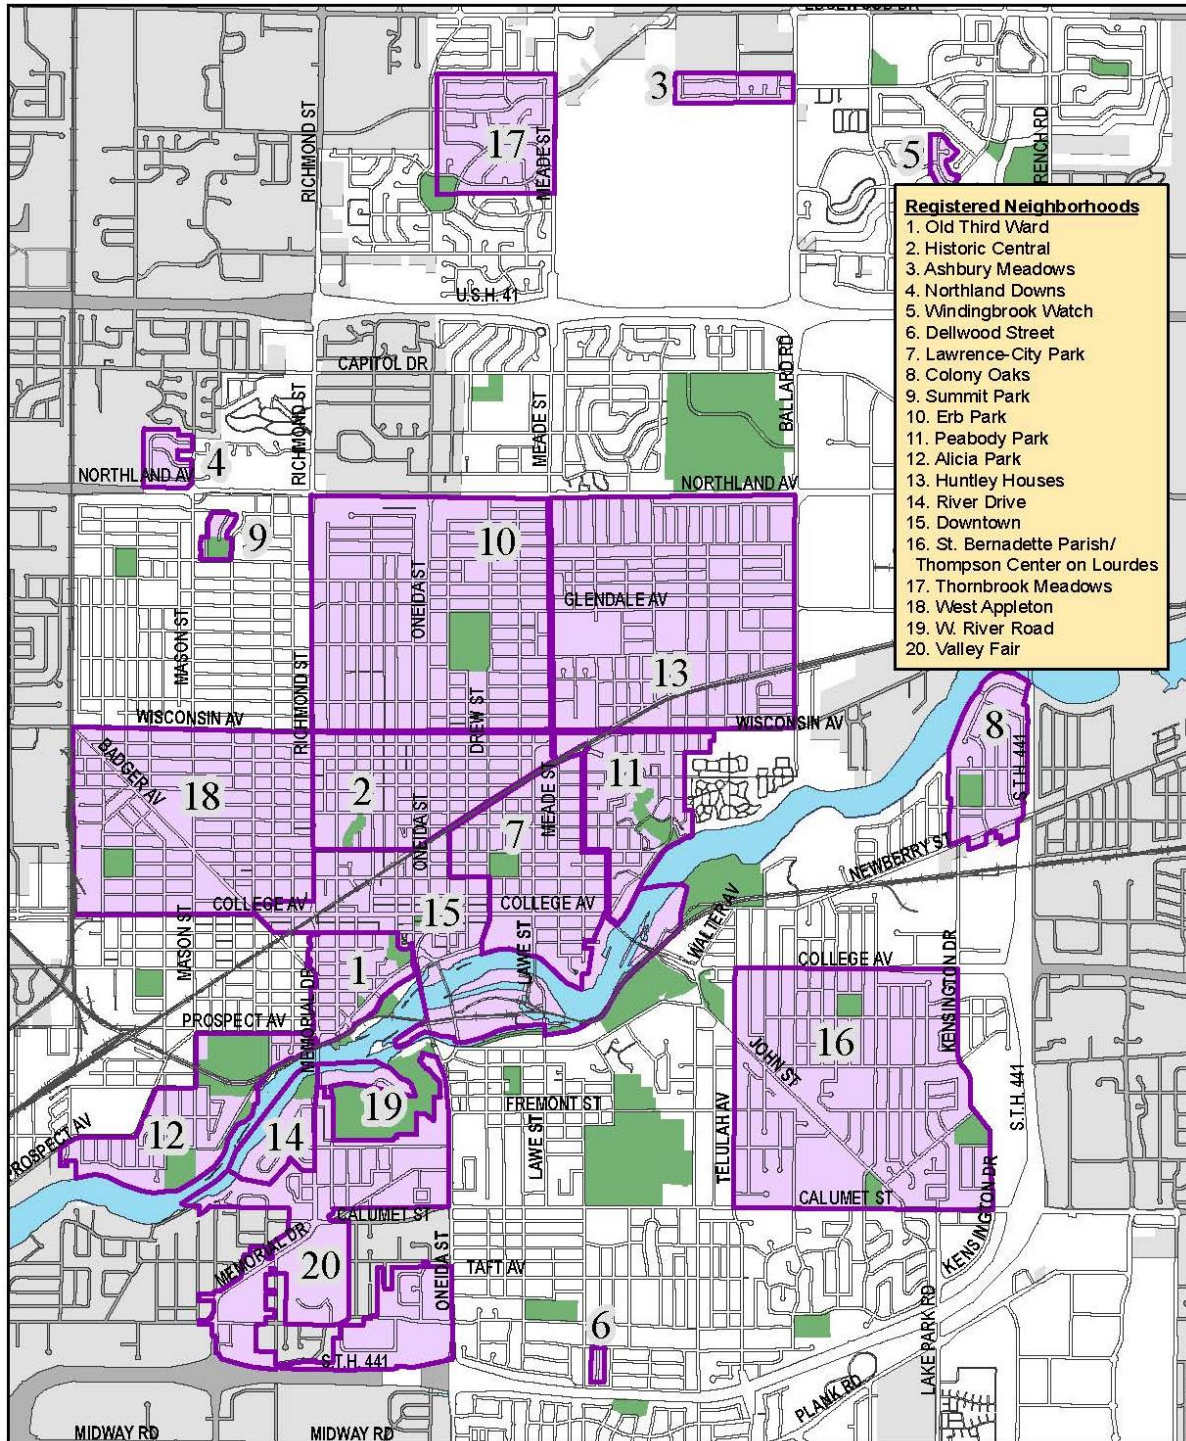 EDGEWOOD DR
3
17
RICHMOND ST
MEADE ST
5
FRENCH RD
Registered Neighborhoods
1. Old Third Ward
2. Historic Central
3. Ashbury Meadows
4. Northland Downs
5. Windingbrook Watch
6. Dellwood Street
7. Lawrence-City Park
8. Colony Oaks
9. Summit Park
10. Erb Park
11. Peabody Park
12. Alicia Park
13. Huntley Houses
14. River Drive
15. Downtown
16. St. Bernadette Parish/
Thompson Center on Lourdes
17. Thornbrook Meadows
18. West Appleton
19. W. River Road
20. Valley Fair
U.S.H. 41
CAPITOL DR
BALLARD RD
RICHMOND ST
MEADE ST
4
NORTHLAND AV
NORTHLAND AV
9
10
ONEIDA ST
GLENDALE AV
MASON ST
13
RICHMOND ST
DREW ST
WISCONSIN AV
WISCONSIN AV
8
S.T.H. 441
BADGER AV
18
2
ONEIDA ST
7
MEADE ST
11
NEWBERRY ST
COLLEGE AV
15
COLLEGE AV
WALTER AV
MASON ST
1
LAWE ST
COLLEGE AV
KENSINGTON DR
MEMORIAL DR
PROSPECT AV
16
JOHN ST
S.T.H. 441
19
FREMONT ST
LAWE ST
TELULAH AV
12
14
PROSPECT AV
CALUMET ST
CALUMET ST
KENSINGTON DR
MEMORIAL DR
20
ONEIDA ST
TAFT AV
6
LAKE PARK RD
S.T.H. 441
PLANK RD
MIDWAY RD
MIDWAY RD